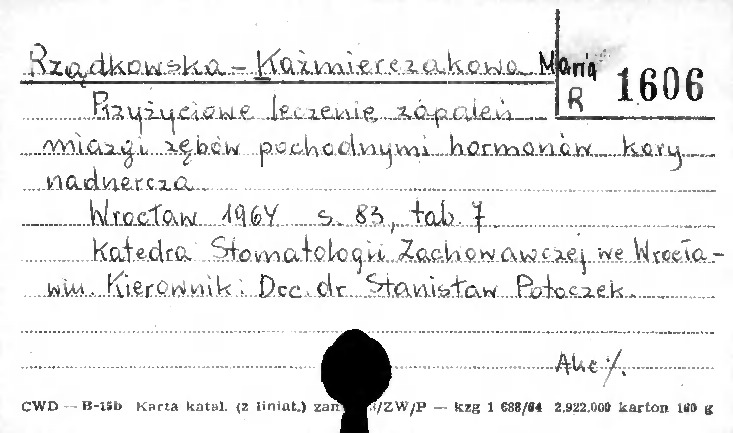 Rządkowska-Kaźmierczakowa Maria
R 1606
Przyżyciowe leczenie zapaleń
miazgi zębów pochodnymi hormonów kory
nadnercza
Wrocław 1964 s. 83, tab. 7.
Katedra Stomatologii Zachowawczej we Wrocła-
wiu. Kierownik: Doc. dr Stanisław Potoczek.
Akc ·/.
CWD — B-15b Karta katal. (z liniat.) /ZW/P — kzg 1 688/64 2.922.000 karton 160 g